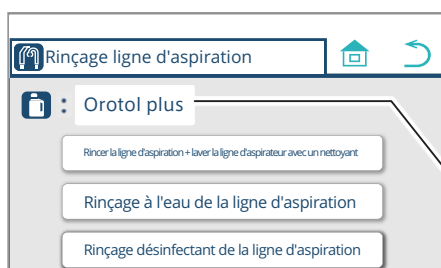 Rinçage ligne d'aspiration
: Orotol plus
Rincer la ligne d'aspiration + laver la ligne d'aspirateur avec un nettoyant
Rinçage à l'eau de la ligne d'aspiration
Rinçage désinfectant de la ligne d'aspiration